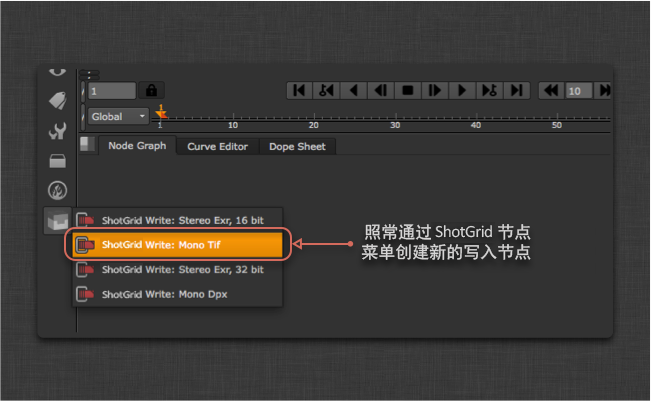 1
10
Global
1
1
10
20
30
40
50
Node Graph
Curve Editor
Dope Sheet
ShotGrid Write: Stereo Exr, 16 bit
ShotGrid Write: Mono Tif
ShotGrid Write: Stereo Exr, 32 bit
ShotGrid Write: Mono Dpx
照常通过 ShotGrid 节点
菜单创建新的写入节点